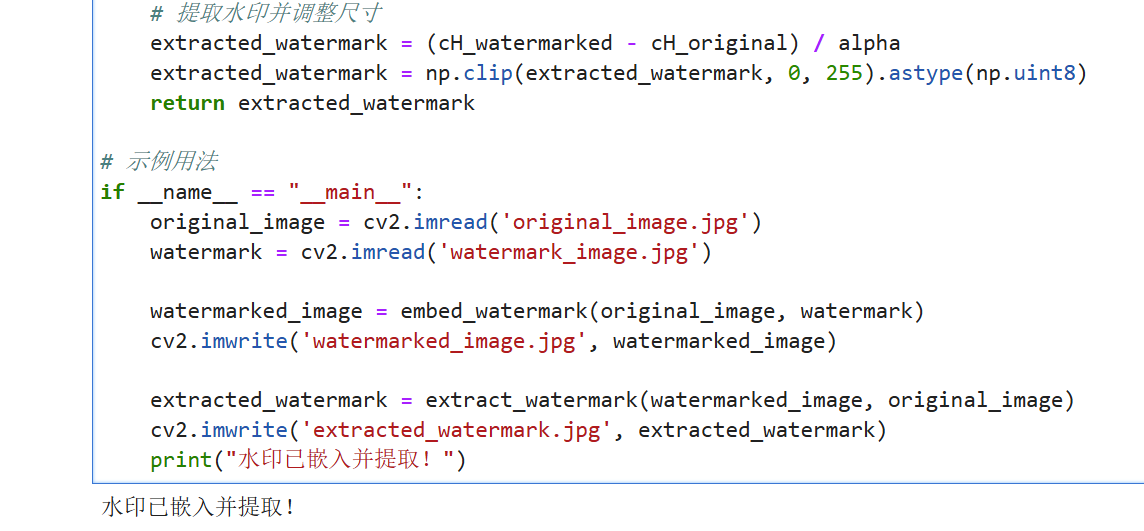 # 提取水印并调整尺寸
extracted_watermark = (cH_watermarked - cH_original) / alpha
extracted_watermark = np.clip(extracted_watermark, 0, 255).astype(np.uint8)
return extracted_watermark
# 示例用法
if __name__ == "__main__":
original_image = cv2.imread('original_image.jpg')
watermark = cv2.imread('watermark_image.jpg')
watermarked_image = embed_watermark(original_image, watermark)
cv2.imwrite('watermarked_image.jpg', watermarked_image)
extracted_watermark = extract_watermark(watermarked_image, original_image)
cv2.imwrite('extracted_watermark.jpg', extracted_watermark)
print("水印已嵌入并提取！")
水印已嵌入并提取！